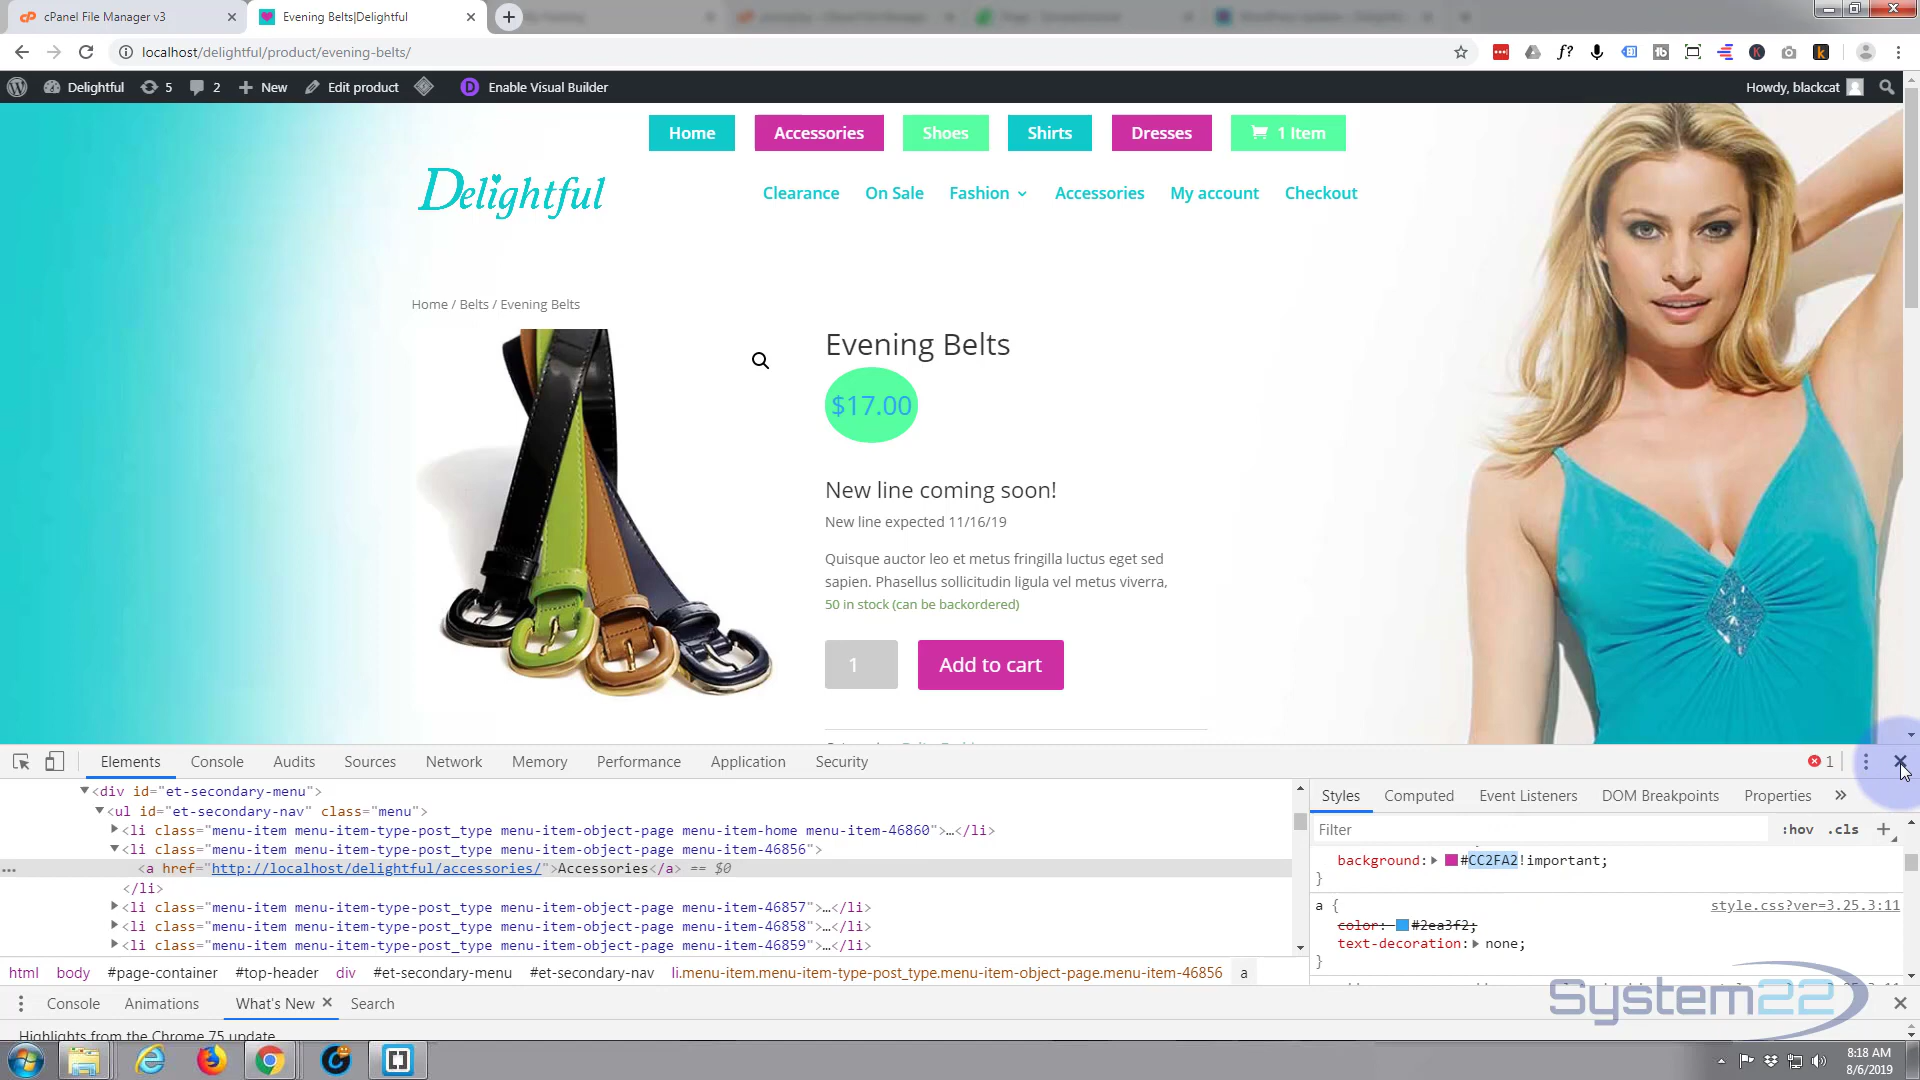 cPanel File Manager v3
Evening Belts|Delightful
localhost/delightful/product/evening-belts/
Delightful 5 2 New Edit product Enable Visual Builder Howdy, blackcat
Home Accessories Shoes Shirts Dresses 1 Item
Delightful
Clearance On Sale Fashion Accessories My account Checkout
Home / Belts / Evening Belts
Evening Belts
$17.00
New line coming soon!
New line expected 11/16/19
Quisque auctor leo et metus fringilla luctus eget sed
sapien. Phasellus sollicitudin ligula vel metus viverra,
50 in stock (can be backordered)
1 Add to cart
Elements Console Audits Sources Network Memory Performance Application Security 1
<div id="et-secondary-menu">
<ul id="et-secondary-nav" class="menu">
<li class="menu-item menu-item-type-post_type menu-item-object-page menu-item-home menu-item-46860">…</li>
<li class="menu-item menu-item-type-post_type menu-item-object-page menu-item-46856">
<a href="http://localhost/delightful/accessories/">Accessories</a> == $0
</li>
<li class="menu-item menu-item-type-post_type menu-item-object-page menu-item-46857">…</li>
<li class="menu-item menu-item-type-post_type menu-item-object-page menu-item-46858">…</li>
<li class="menu-item menu-item-type-post_type menu-item-object-page menu-item-46859">…</li>
html body #page-container #top-header div #et-secondary-menu #et-secondary-nav li.menu-item.menu-item-type-post_type.menu-item-object-page.menu-item-46856 a
Styles Computed Event Listeners DOM Breakpoints Properties »
Filter :hov .cls +
background: #CC2FA2!important;
}
a { style.css?ver=3.25.3:11
color: #2ea3f2;
text-decoration: none;
}
Console Animations What's New Search
Highlights from the Chrome 75 update
System22
8:18 AM
8/6/2019